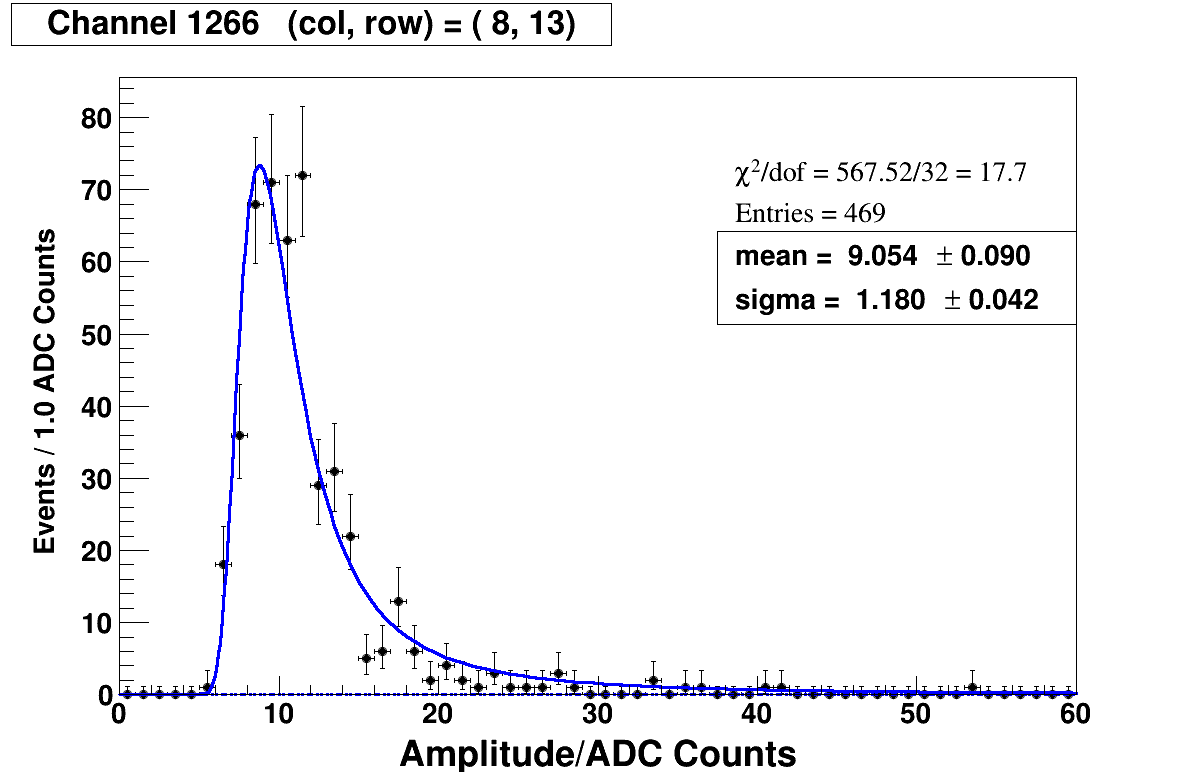 Channel 1266 (col, row) = ( 8, 13)
χ²/dof = 567.52/32 = 17.7
Entries = 469
mean = 9.054 ± 0.090
sigma = 1.180 ± 0.042
Events / 1.0 ADC Counts
80
70
60
50
40
30
20
10
0
0 10 20 30 40 50 60
Amplitude/ADC Counts